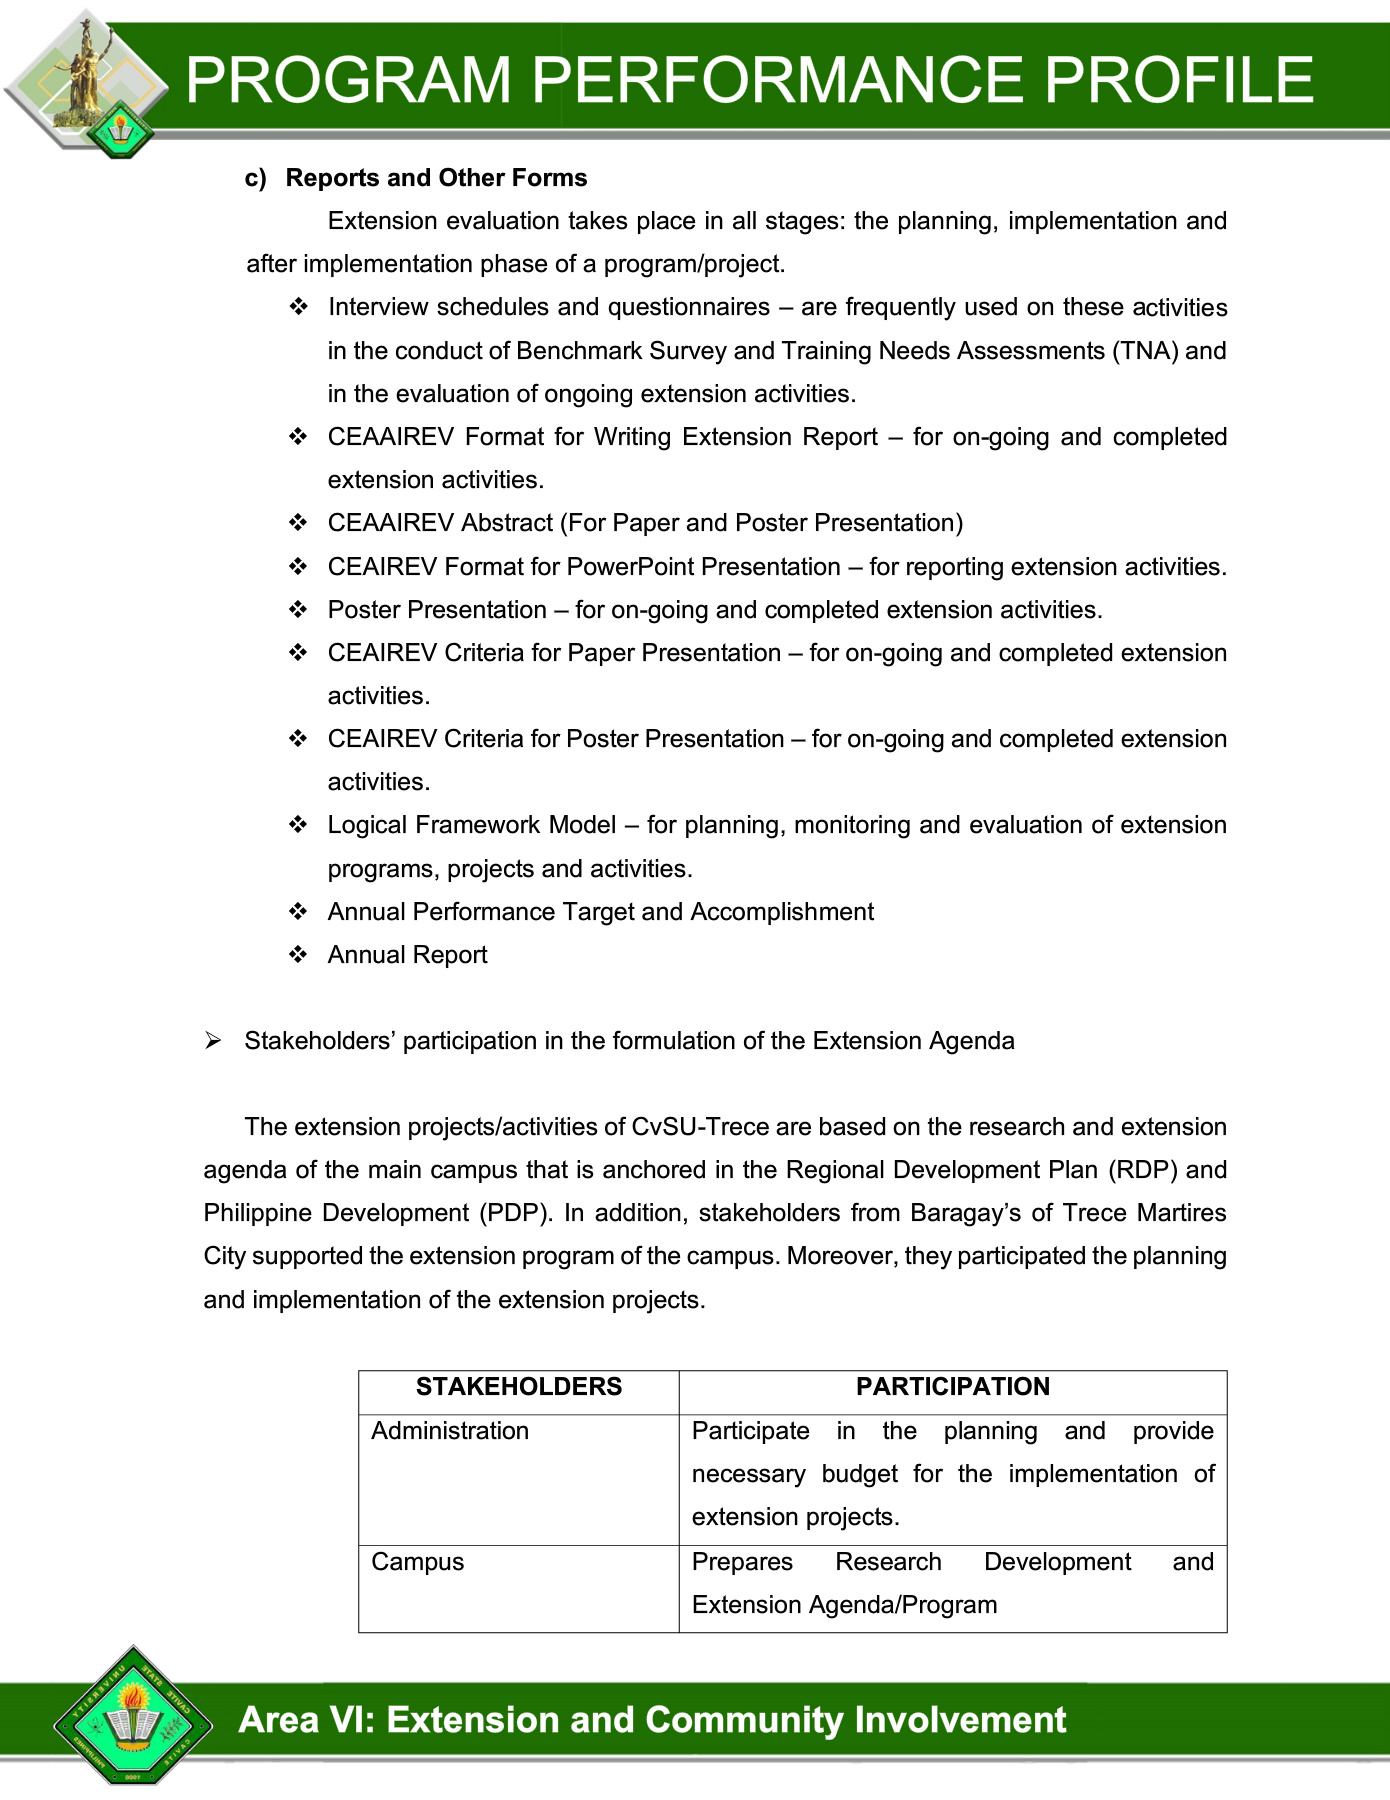 PROGRAM PERFORMANCE PROFILE
c) Reports and Other Forms
Extension evaluation takes place in all stages: the planning, implementation and
after implementation phase of a program/project.
❖ Interview schedules and questionnaires – are frequently used on these activities
in the conduct of Benchmark Survey and Training Needs Assessments (TNA) and
in the evaluation of ongoing extension activities.
❖ CEAAIREV Format for Writing Extension Report – for on-going and completed
extension activities.
❖ CEAAIREV Abstract (For Paper and Poster Presentation)
❖ CEAIREV Format for PowerPoint Presentation – for reporting extension activities.
❖ Poster Presentation – for on-going and completed extension activities.
❖ CEAIREV Criteria for Paper Presentation – for on-going and completed extension
activities.
❖ CEAIREV Criteria for Poster Presentation – for on-going and completed extension
activities.
❖ Logical Framework Model – for planning, monitoring and evaluation of extension
programs, projects and activities.
❖ Annual Performance Target and Accomplishment
❖ Annual Report
➢ Stakeholders’ participation in the formulation of the Extension Agenda
The extension projects/activities of CvSU-Trece are based on the research and extension
agenda of the main campus that is anchored in the Regional Development Plan (RDP) and
Philippine Development (PDP). In addition, stakeholders from Baragay’s of Trece Martires
City supported the extension program of the campus. Moreover, they participated the planning
and implementation of the extension projects.
STAKEHOLDERS PARTICIPATION
Administration Participate in the planning and provide
necessary budget for the implementation of
extension projects.
Campus Prepares Research Development and
Extension Agenda/Program
CAVITE STATE UNIVERSITY
CAVITE PHILIPPINES
Area VI: Extension and Community Involvement